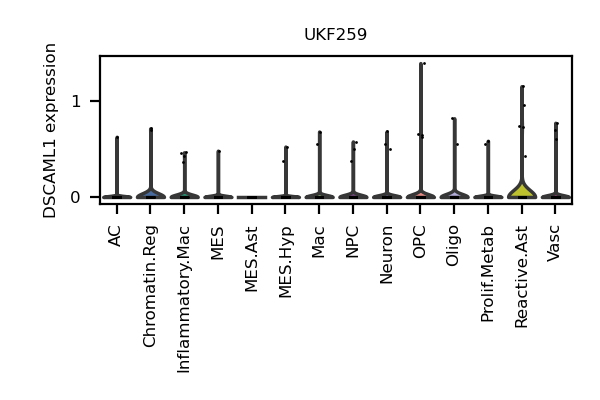 UKF259
DSCAML1 expression
1
0
AC
Chromatin.Reg
Inflammatory.Mac
MES
MES.Ast
MES.Hyp
Mac
NPC
Neuron
OPC
Oligo
Prolif.Metab
Reactive.Ast
Vasc